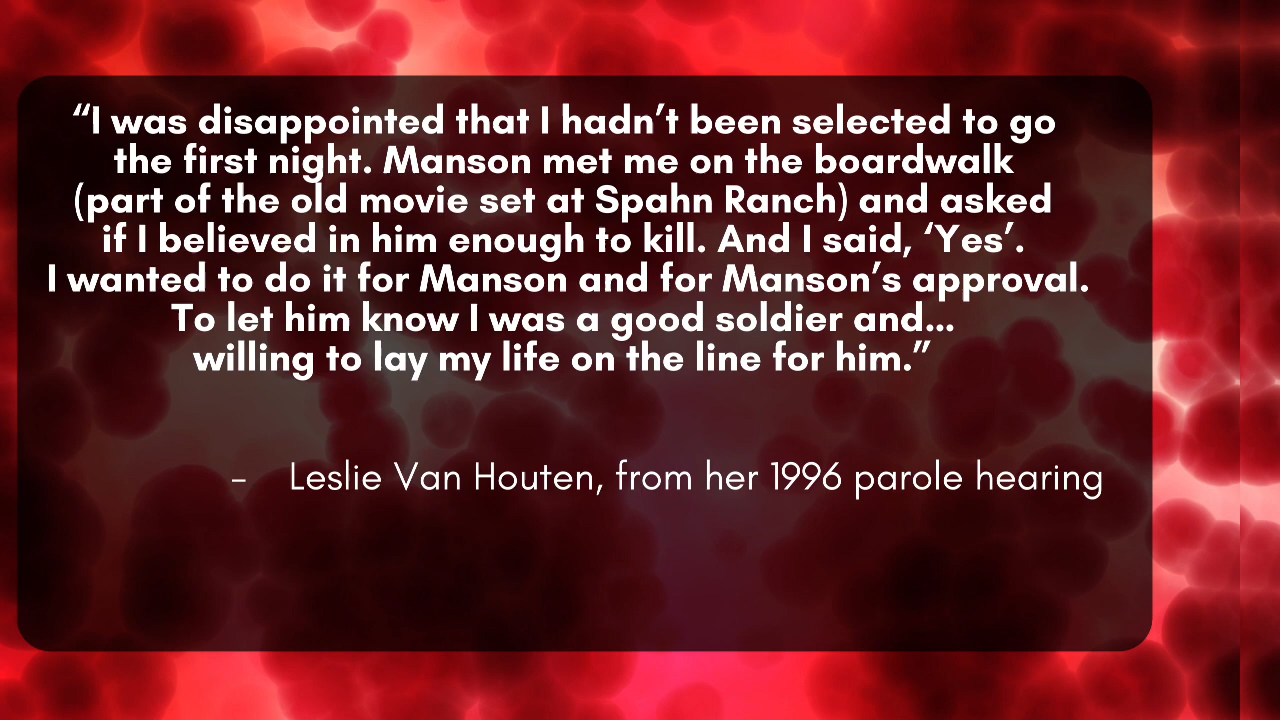 “I was disappointed that I hadn’t been selected to go
the first night. Manson met me on the boardwalk
(part of the old movie set at Spahn Ranch) and asked
if I believed in him enough to kill. And I said, ‘Yes’.
I wanted to do it for Manson and for Manson’s approval.
To let him know I was a good soldier and...
willing to lay my life on the line for him.”
– Leslie Van Houten, from her 1996 parole hearing